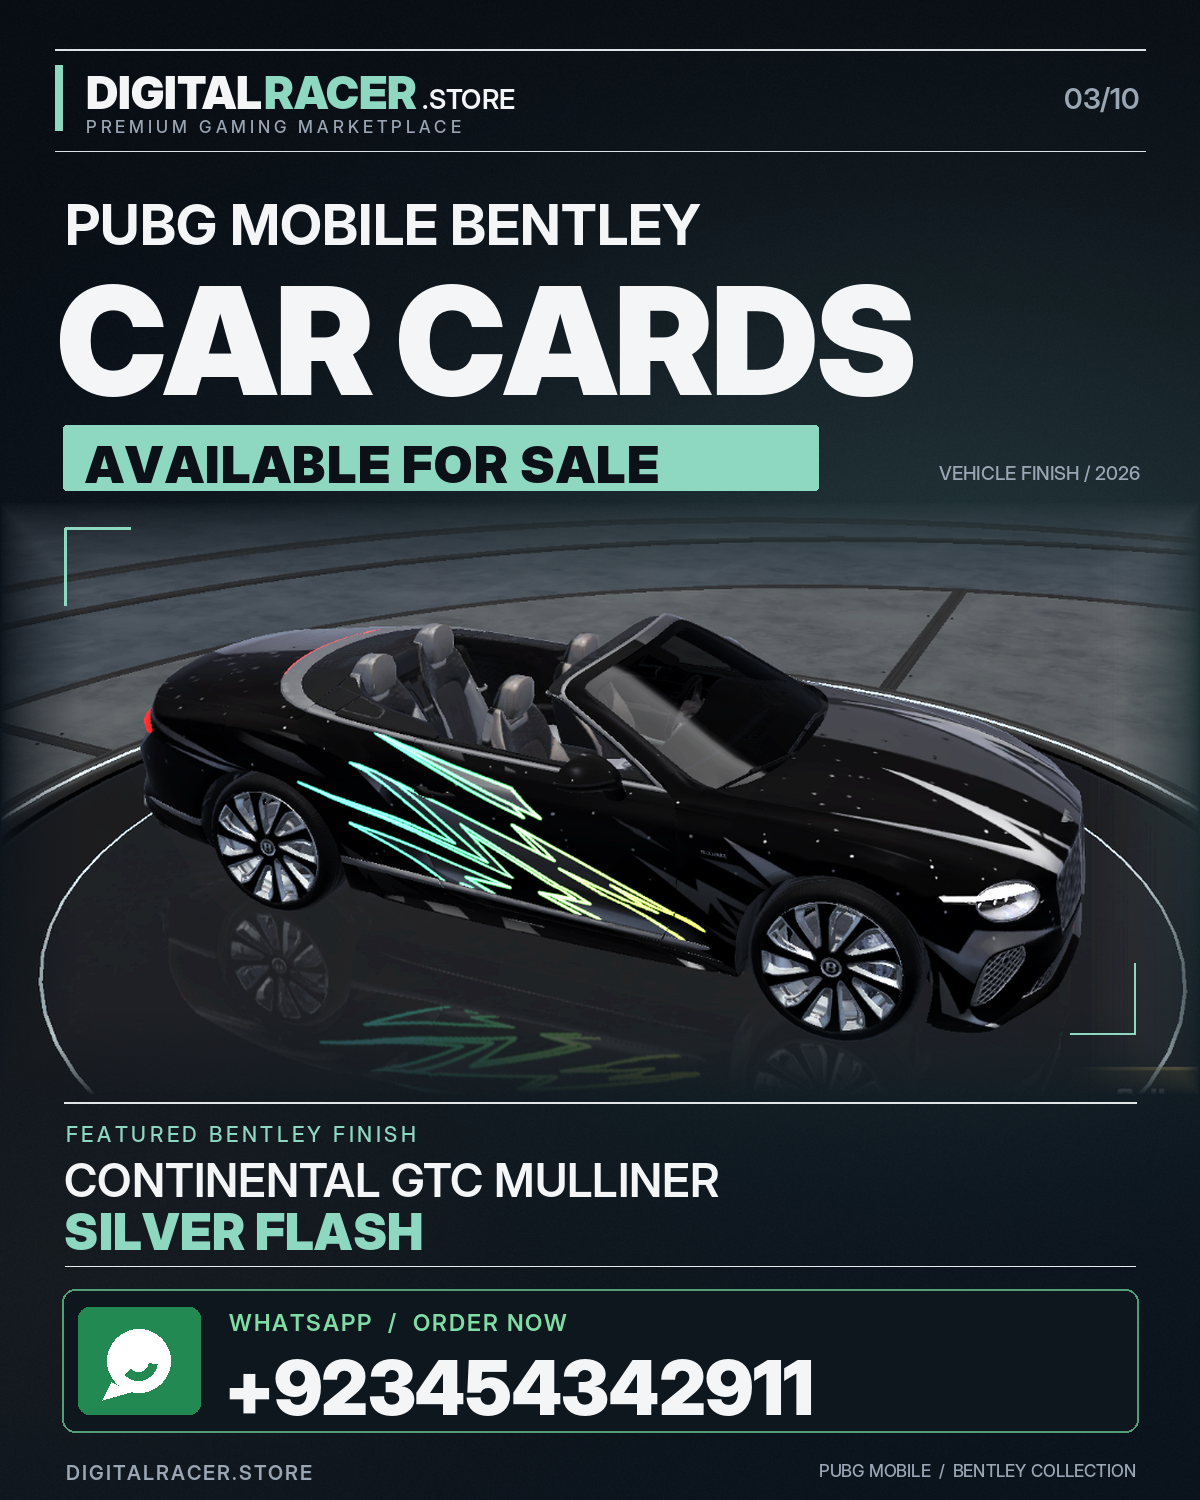 DIGITALRACER.STORE
PREMIUM GAMING MARKETPLACE
03/10
PUBG MOBILE BENTLEY
CAR CARDS
AVAILABLE FOR SALE
VEHICLE FINISH / 2026
FEATURED BENTLEY FINISH
CONTINENTAL GTC MULLINER
SILVER FLASH
WHATSAPP / ORDER NOW
+923454342911
DIGITALRACER.STORE
PUBG MOBILE / BENTLEY COLLECTION